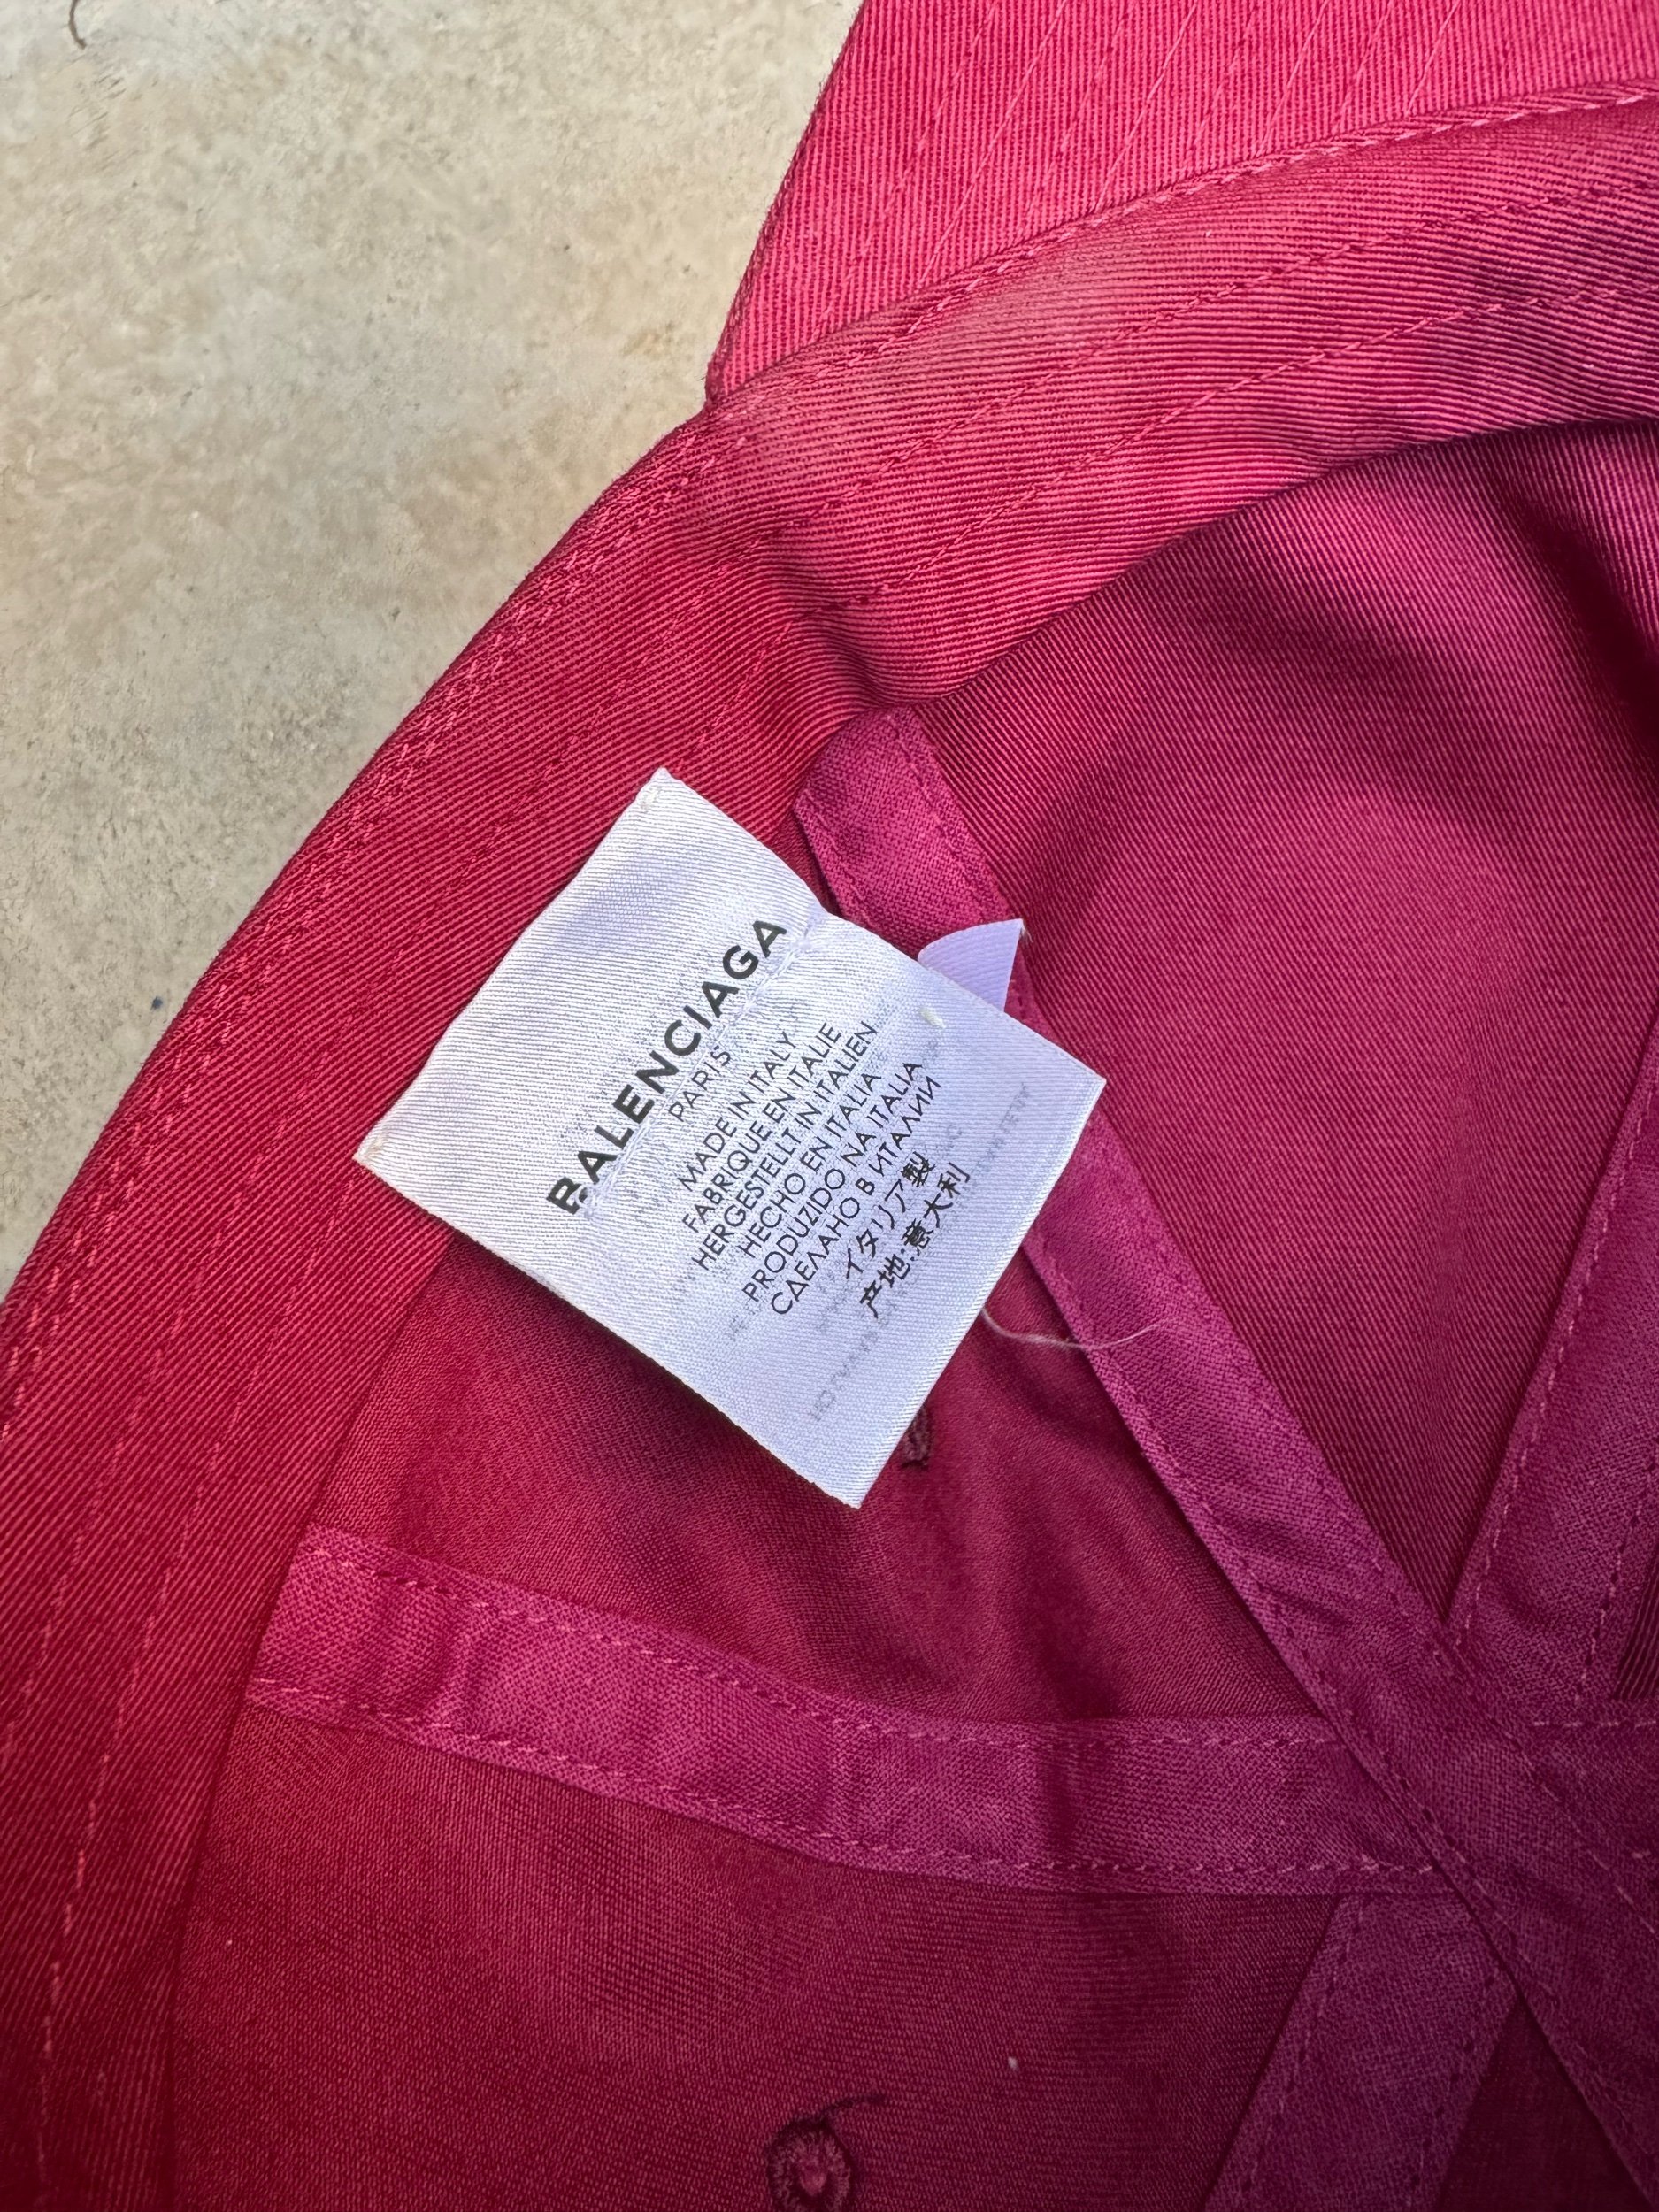 BALENCIAGA
PARIS
MADE IN ITALY
FABRIQUE EN ITALIE
HERGESTELLT IN ITALIEN
HECHO EN ITALIA
PRODUZIDO NA ITALIA
СДЕЛАНО В ИТАЛИИ
イタリア製
产地:意大利